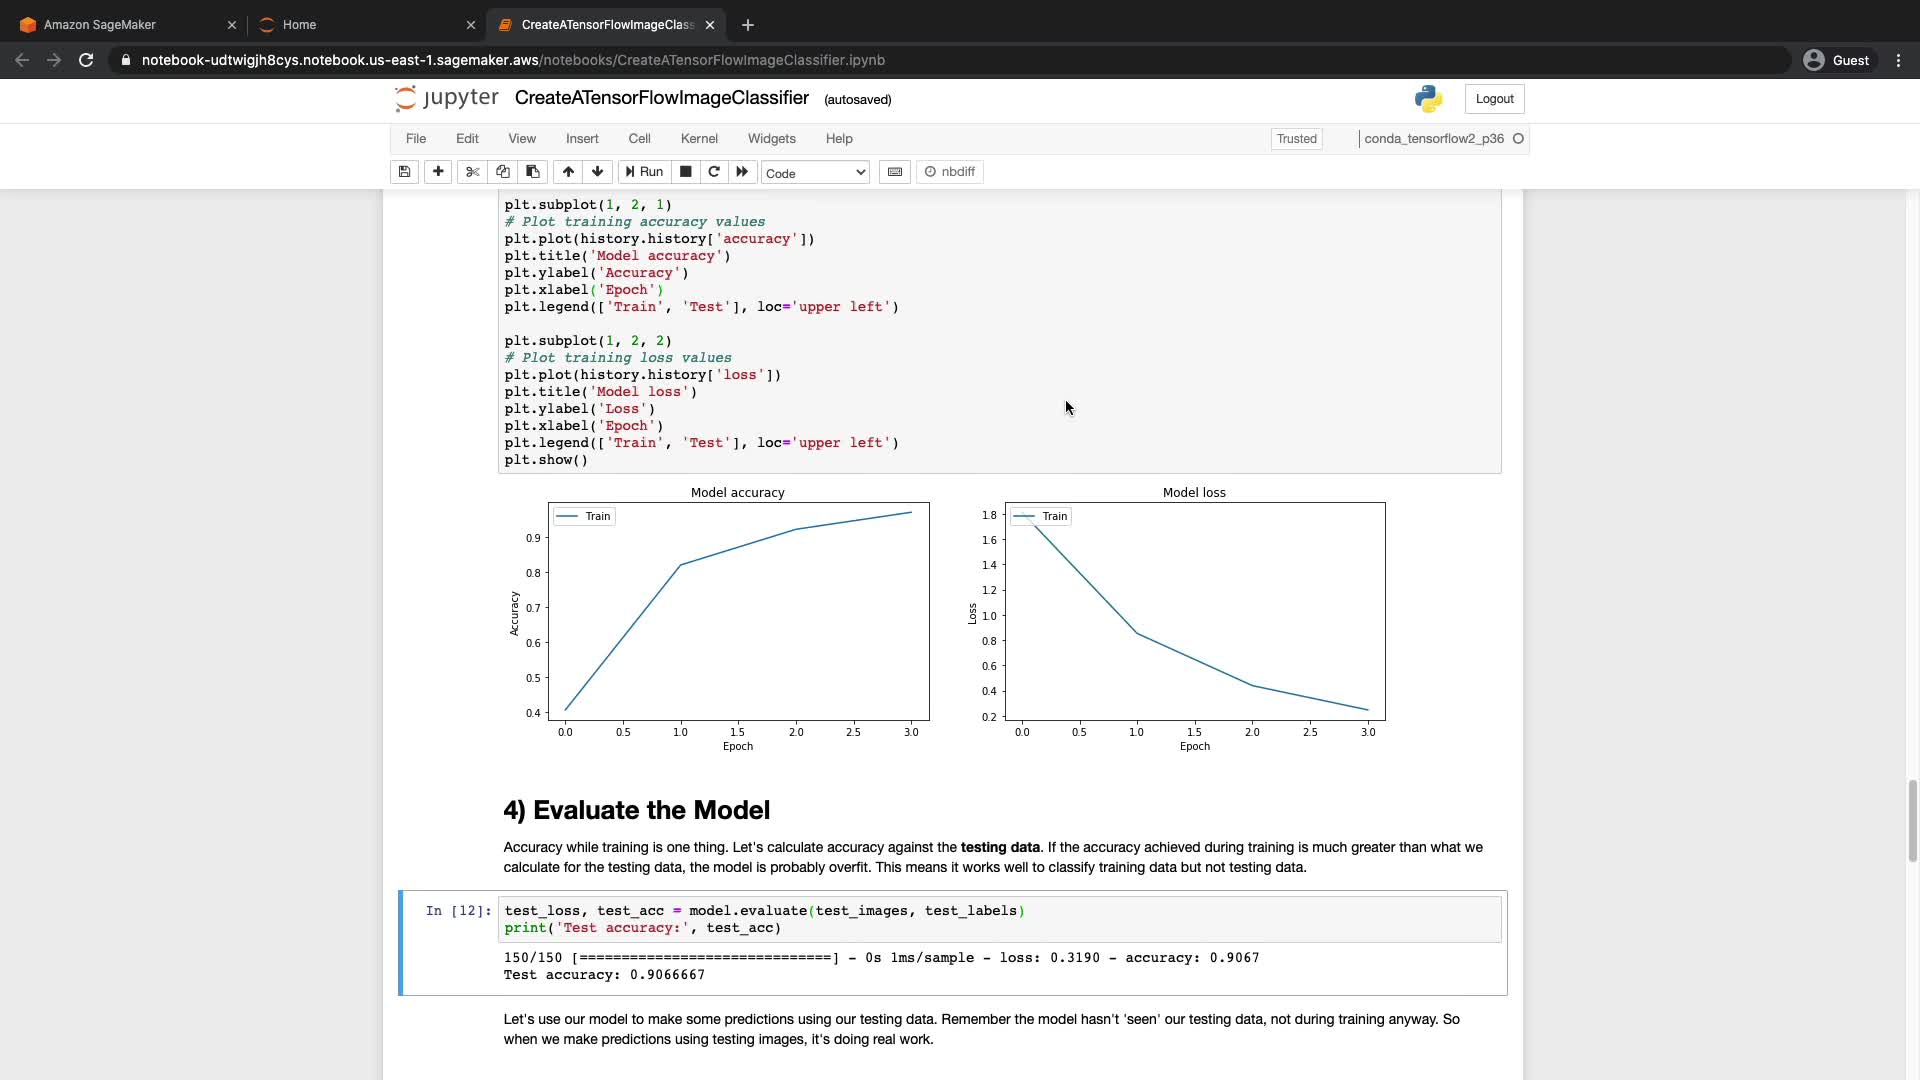 Amazon SageMaker
Home
CreateATensorFlowImageClass
notebook-udtwigjh8cys.notebook.us-east-1.sagemaker.aws/notebooks/CreateATensorFlowImageClassifier.ipynb
Guest
jupyter CreateATensorFlowImageClassifier (autosaved)
Logout
File Edit View Insert Cell Kernel Widgets Help
Trusted
conda_tensorflow2_p36
Run
Code
nbdiff
plt.subplot(1, 2, 1)
# Plot training accuracy values
plt.plot(history.history['accuracy'])
plt.title('Model accuracy')
plt.ylabel('Accuracy')
plt.xlabel('Epoch')
plt.legend(['Train', 'Test'], loc='upper left')
plt.subplot(1, 2, 2)
# Plot training loss values
plt.plot(history.history['loss'])
plt.title('Model loss')
plt.ylabel('Loss')
plt.xlabel('Epoch')
plt.legend(['Train', 'Test'], loc='upper left')
plt.show()
Model accuracy
Train
0.9
0.8
0.7
0.6
0.5
0.4
Accuracy
0.0 0.5 1.0 1.5 2.0 2.5 3.0
Epoch
Model loss
Train
1.8
1.6
1.4
1.2
1.0
0.8
0.6
0.4
0.2
Loss
0.0 0.5 1.0 1.5 2.0 2.5 3.0
Epoch
4) Evaluate the Model
Accuracy while training is one thing. Let's calculate accuracy against the testing data. If the accuracy achieved during training is much greater than what we
calculate for the testing data, the model is probably overfit. This means it works well to classify training data but not testing data.
In [12]: test_loss, test_acc = model.evaluate(test_images, test_labels)
print('Test accuracy:', test_acc)
150/150 [==============================] - 0s 1ms/sample - loss: 0.3190 - accuracy: 0.9067
Test accuracy: 0.9066667
Let's use our model to make some predictions using our testing data. Remember the model hasn't 'seen' our testing data, not during training anyway. So
when we make predictions using testing images, it's doing real work.